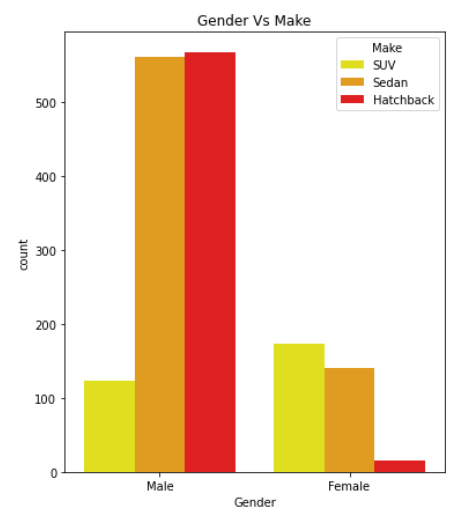 Gender Vs Make
Make
SUV
Sedan
Hatchback
500
400
300
200
100
0
count
Male
Female
Gender